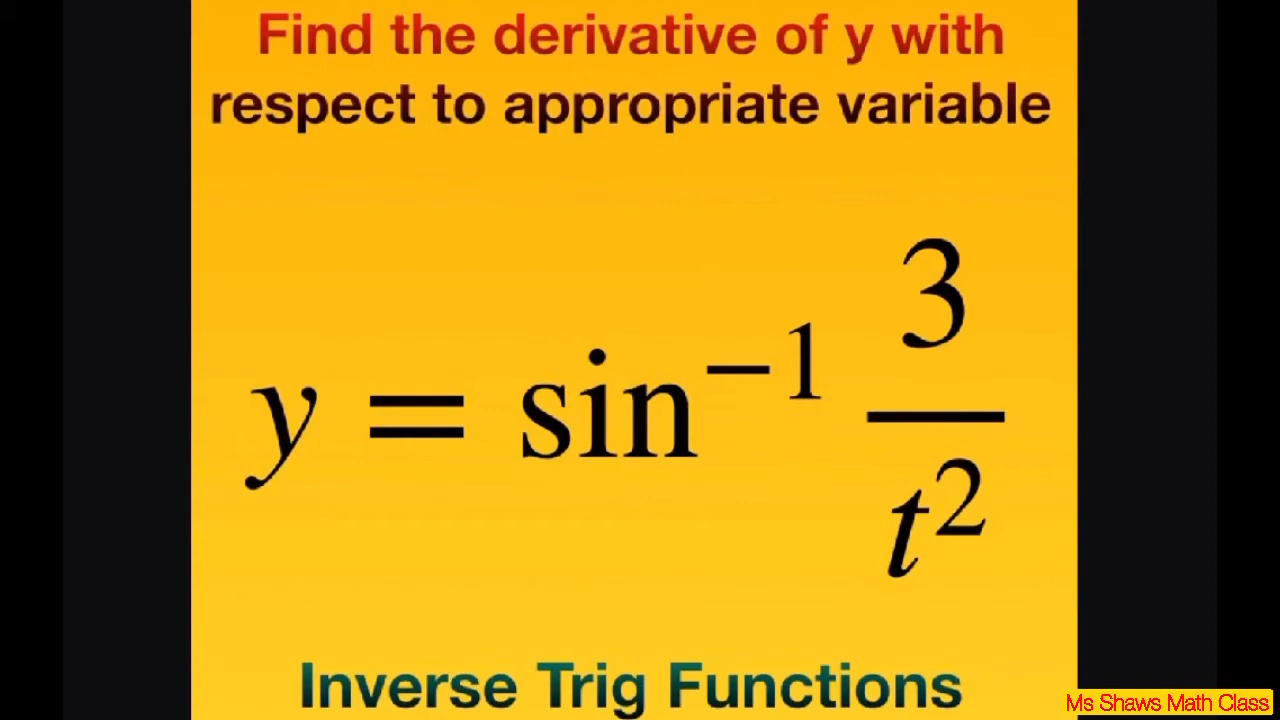 Find the derivative of y with
respect to appropriate variable
y = sin⁻¹ 3/t²
Inverse Trig Functions
Ms Shaws Math Class